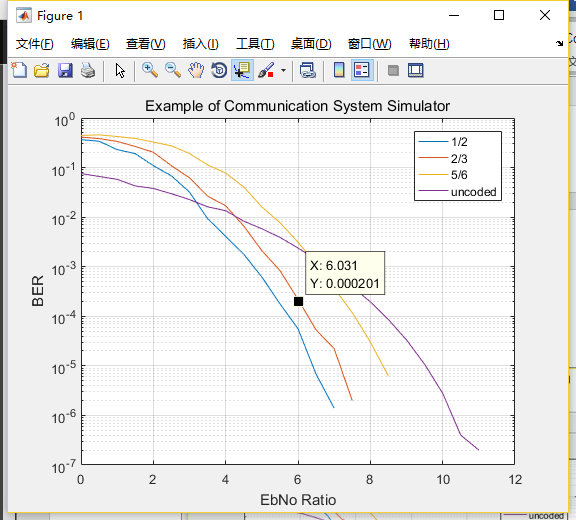 Figure 1
文件(F) 编辑(E) 查看(V) 插入(I) 工具(T) 桌面(D) 窗口(W) 帮助(H)
Example of Communication System Simulator
10^0
10^-1
10^-2
10^-3
10^-4
10^-5
10^-6
10^-7
BER
1/2
2/3
5/6
uncoded
X: 6.031
Y: 0.000201
0 2 4 6 8 10 12
EbNo Ratio
uncoded